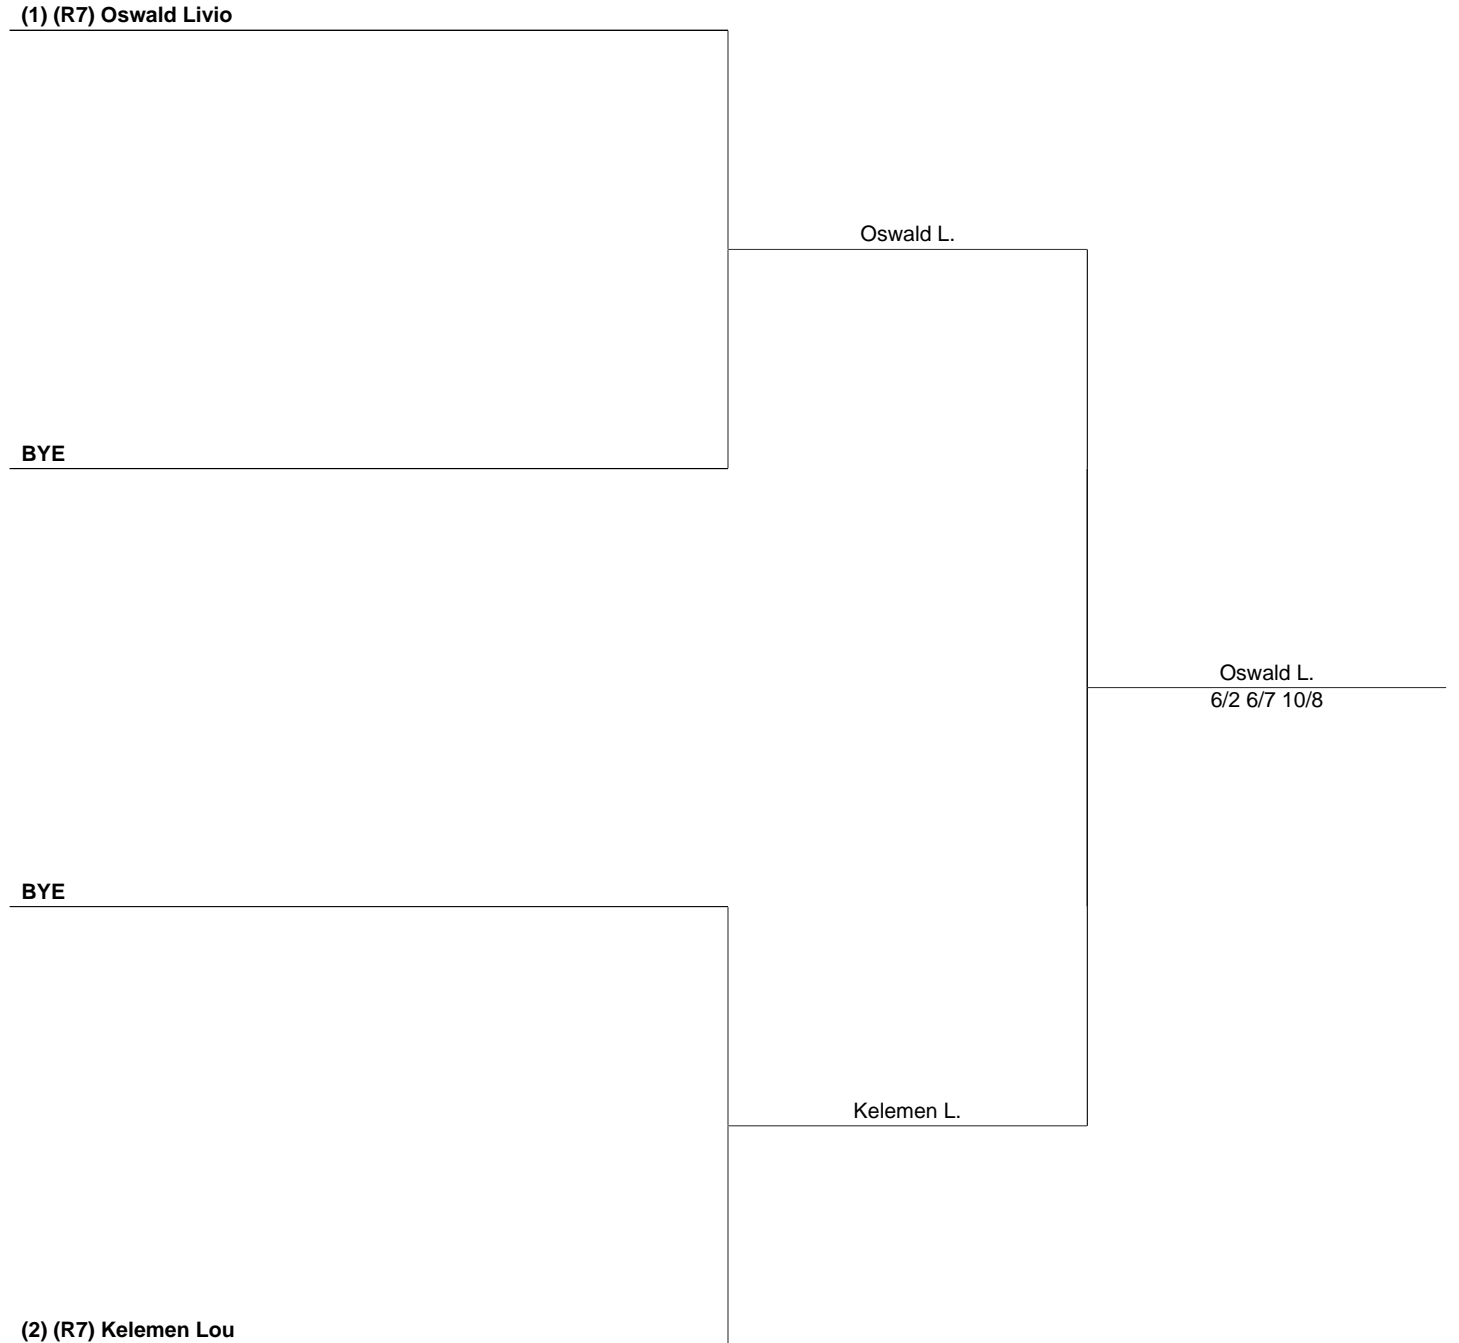 (1) (R7) Oswald Livio
Oswald L.
BYE
Oswald L.
6/2 6/7 10/8
BYE
Kelemen L.
(2) (R7) Kelemen Lou